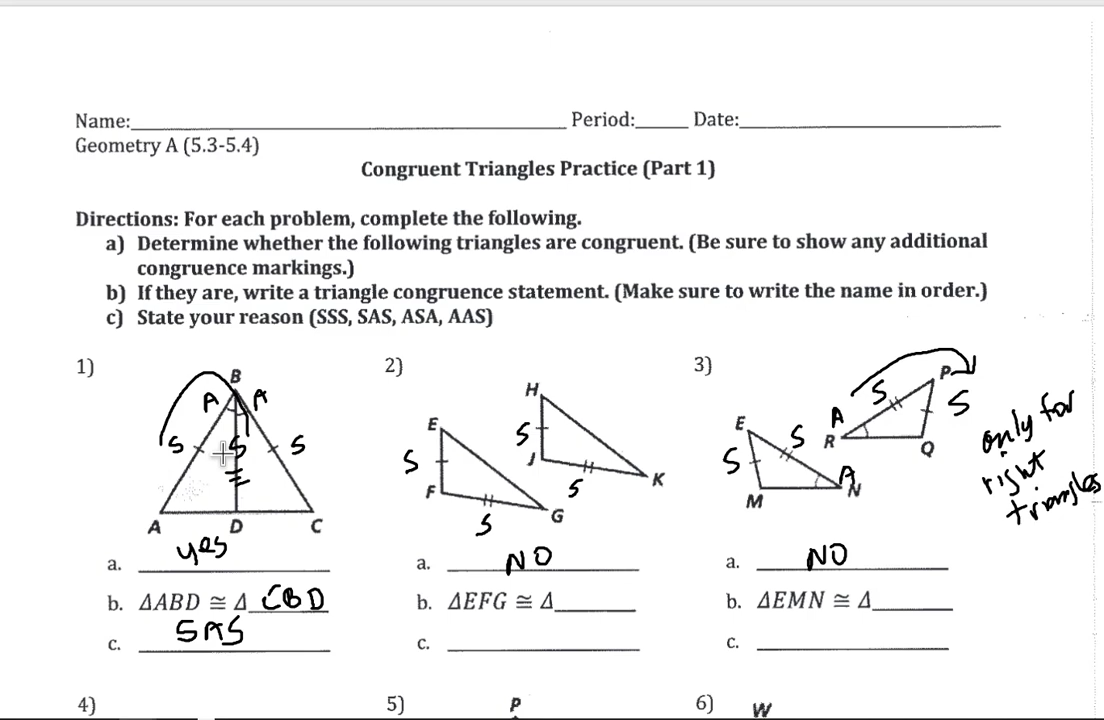 Name: Period: Date:
Geometry A (5.3-5.4)
Congruent Triangles Practice (Part 1)
Directions: For each problem, complete the following.
a) Determine whether the following triangles are congruent. (Be sure to show any additional
congruence markings.)
b) If they are, write a triangle congruence statement. (Make sure to write the name in order.)
c) State your reason (SSS, SAS, ASA, AAS)
1)
B
A A
S S S
A D C
a. yes
b. ΔABD ≅ Δ CBD
c. SAS
2)
H
E S
S J
F S K
S G
a. NO
b. ΔEFG ≅ Δ
c.
3)
P
S S
A
E S R Q
S A
M N
only for
right
triangles
a. NO
b. ΔEMN ≅ Δ
c.
4) 5) P 6) W